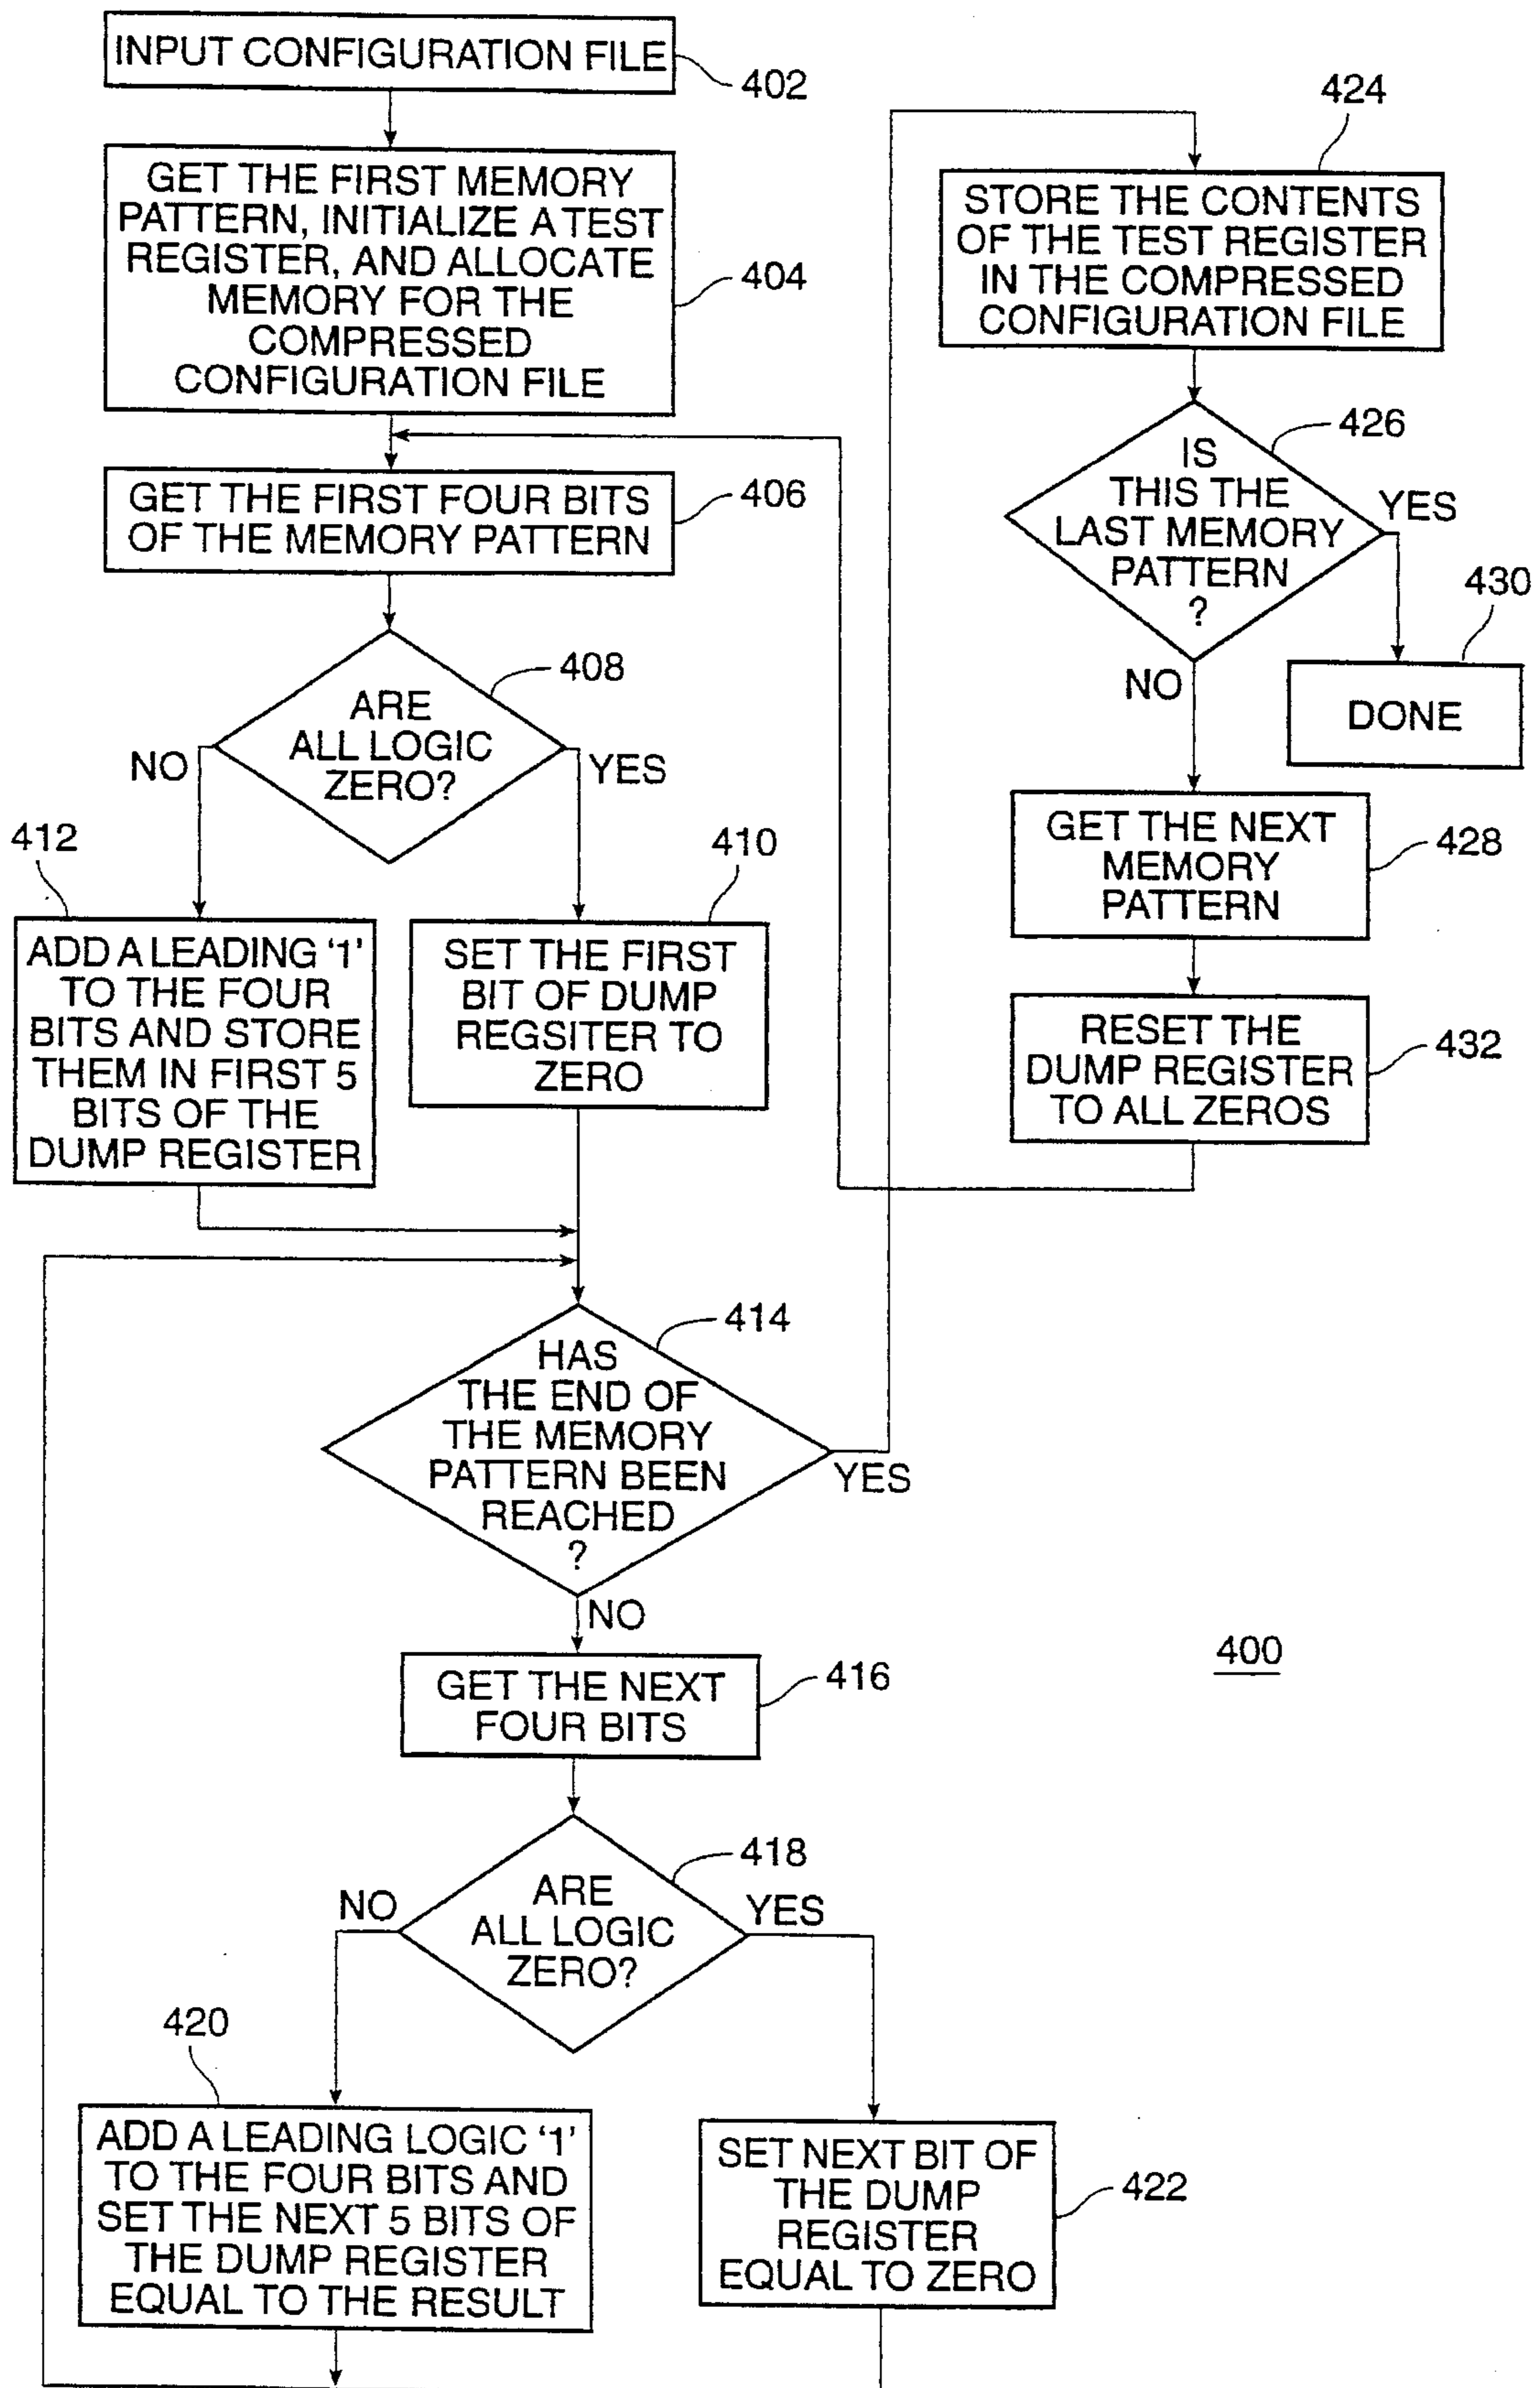 INPUT CONFIGURATION FILE
402
GET THE FIRST MEMORY
PATTERN, INITIALIZE A TEST
REGISTER, AND ALLOCATE
MEMORY FOR THE
COMPRESSED
CONFIGURATION FILE
404
GET THE FIRST FOUR BITS
OF THE MEMORY PATTERN
406
ARE
ALL LOGIC
ZERO?
408
NO
YES
412
ADD A LEADING ‘1’
TO THE FOUR
BITS AND STORE
THEM IN FIRST 5
BITS OF THE
DUMP REGISTER
410
SET THE FIRST
BIT OF DUMP
REGSITER TO
ZERO
HAS
THE END OF
THE MEMORY
PATTERN BEEN
REACHED
?
414
YES
NO
GET THE NEXT
FOUR BITS
416
ARE
ALL LOGIC
ZERO?
418
NO
YES
420
ADD A LEADING LOGIC ‘1’
TO THE FOUR BITS AND
SET THE NEXT 5 BITS OF
THE DUMP REGISTER
EQUAL TO THE RESULT
SET NEXT BIT OF
THE DUMP
REGISTER
EQUAL TO ZERO
422
424
STORE THE CONTENTS
OF THE TEST REGISTER
IN THE COMPRESSED
CONFIGURATION FILE
IS
THIS THE
LAST MEMORY
PATTERN
?
426
YES
NO
430
DONE
GET THE NEXT
MEMORY
PATTERN
428
RESET THE
DUMP REGISTER
TO ALL ZEROS
432
400